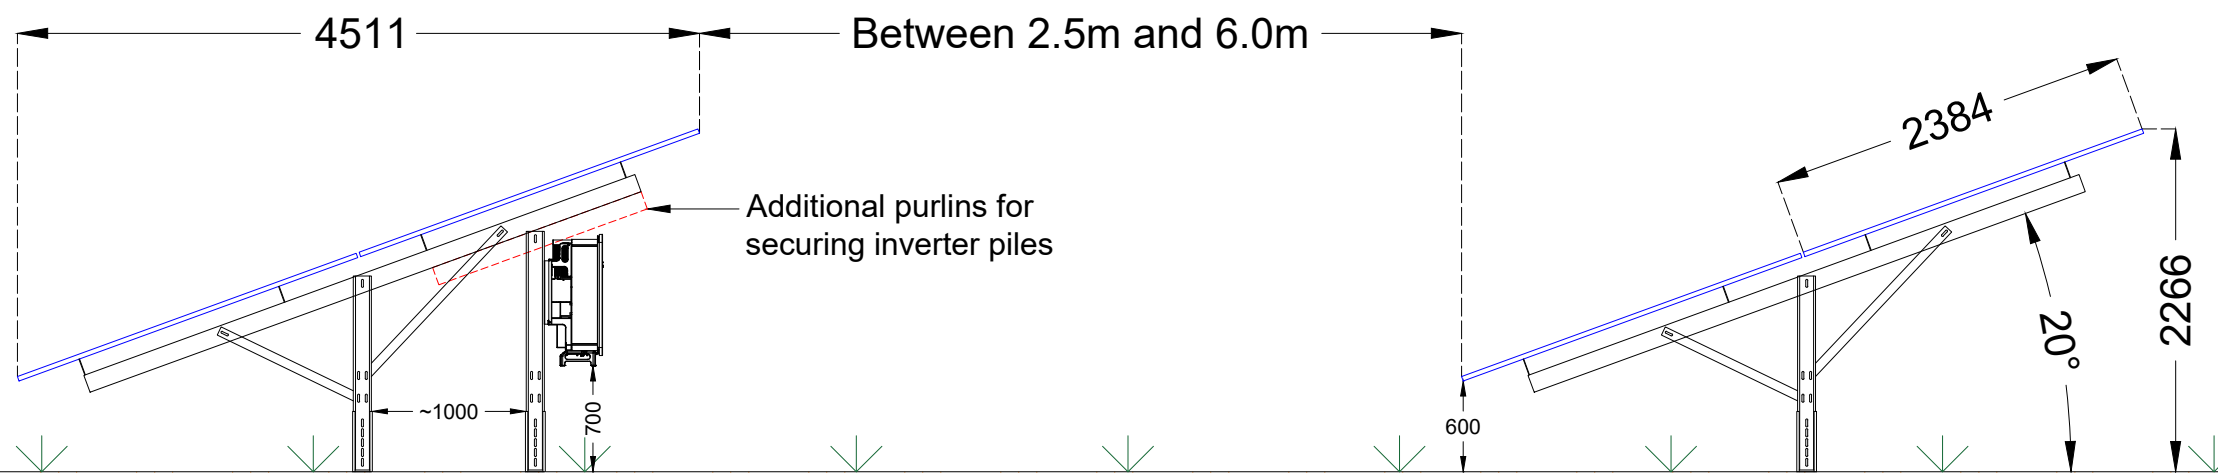 4511
Between 2.5m and 6.0m
2384
Additional purlins for
securing inverter piles
2266
20°
~1000
700
600